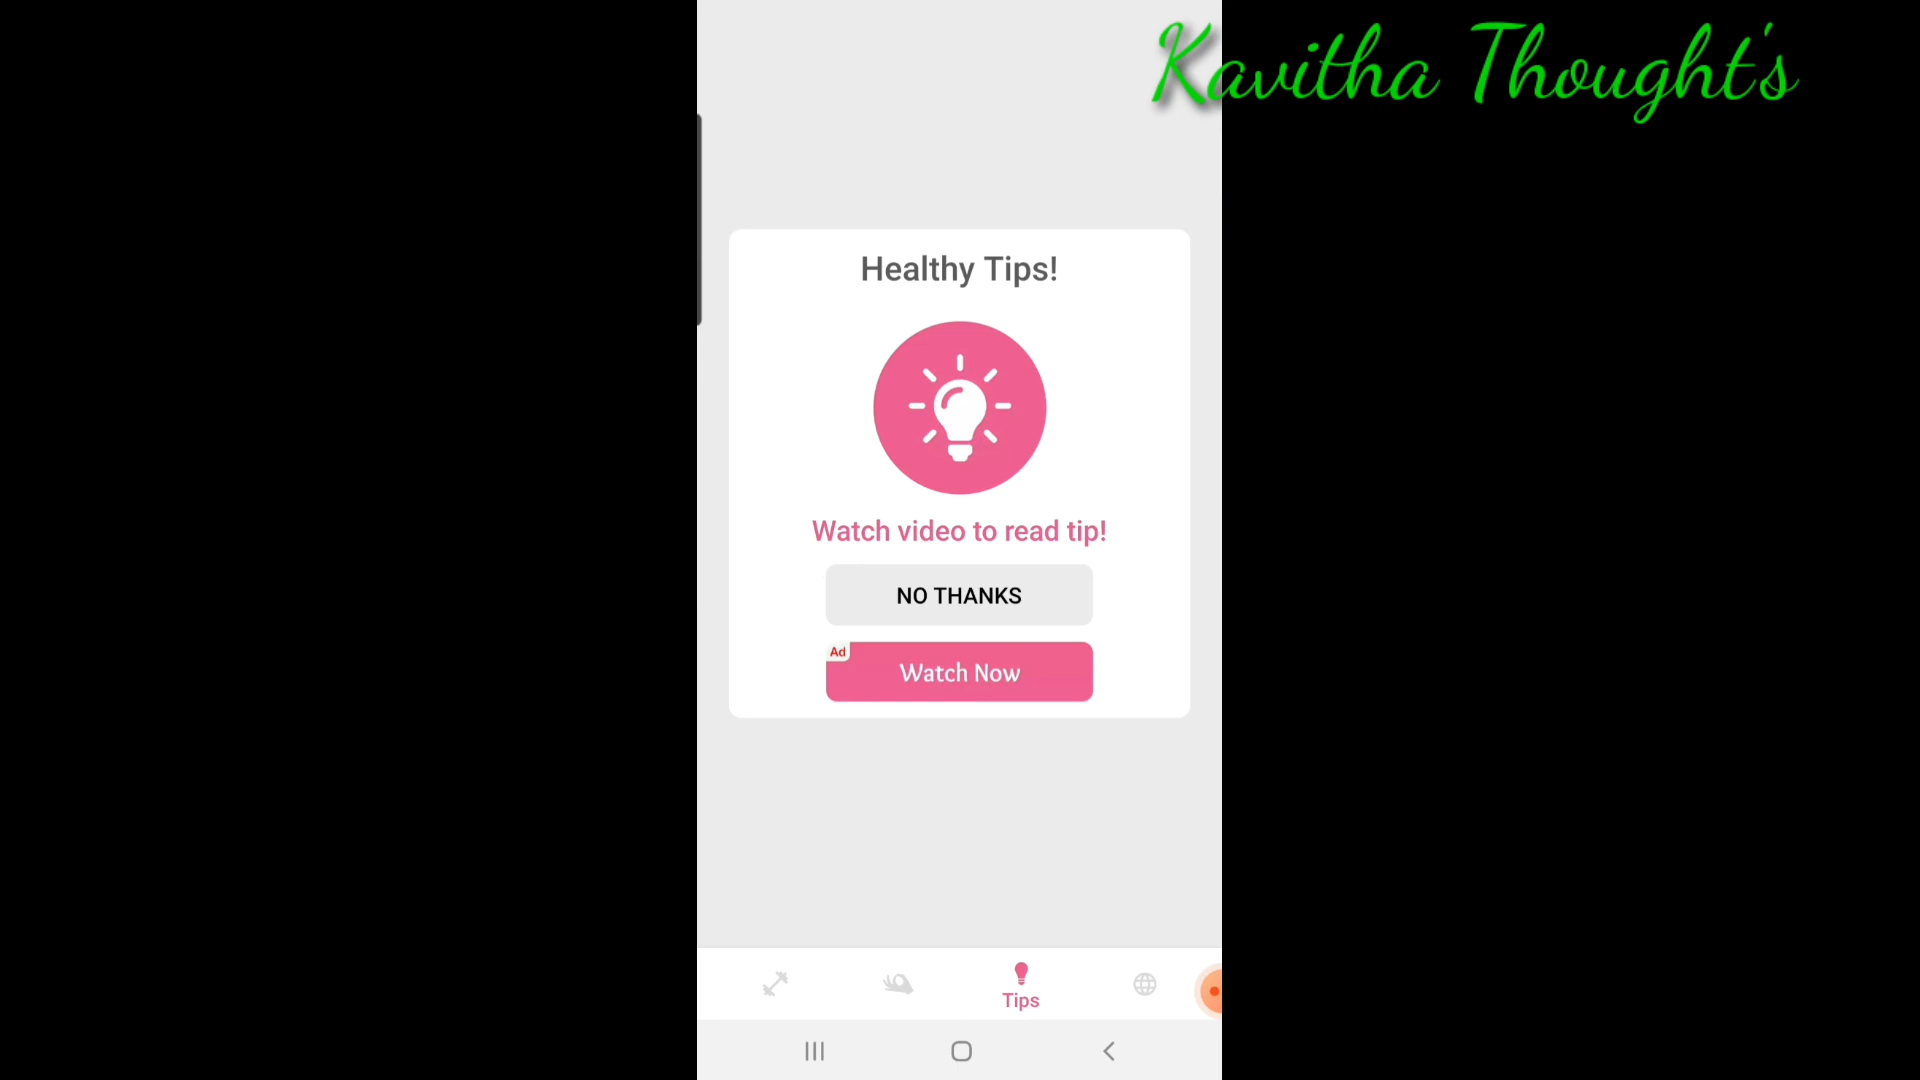 Kavitha Thought's
Healthy Tips!
Watch video to read tip!
NO THANKS
Ad
Watch Now
Tips